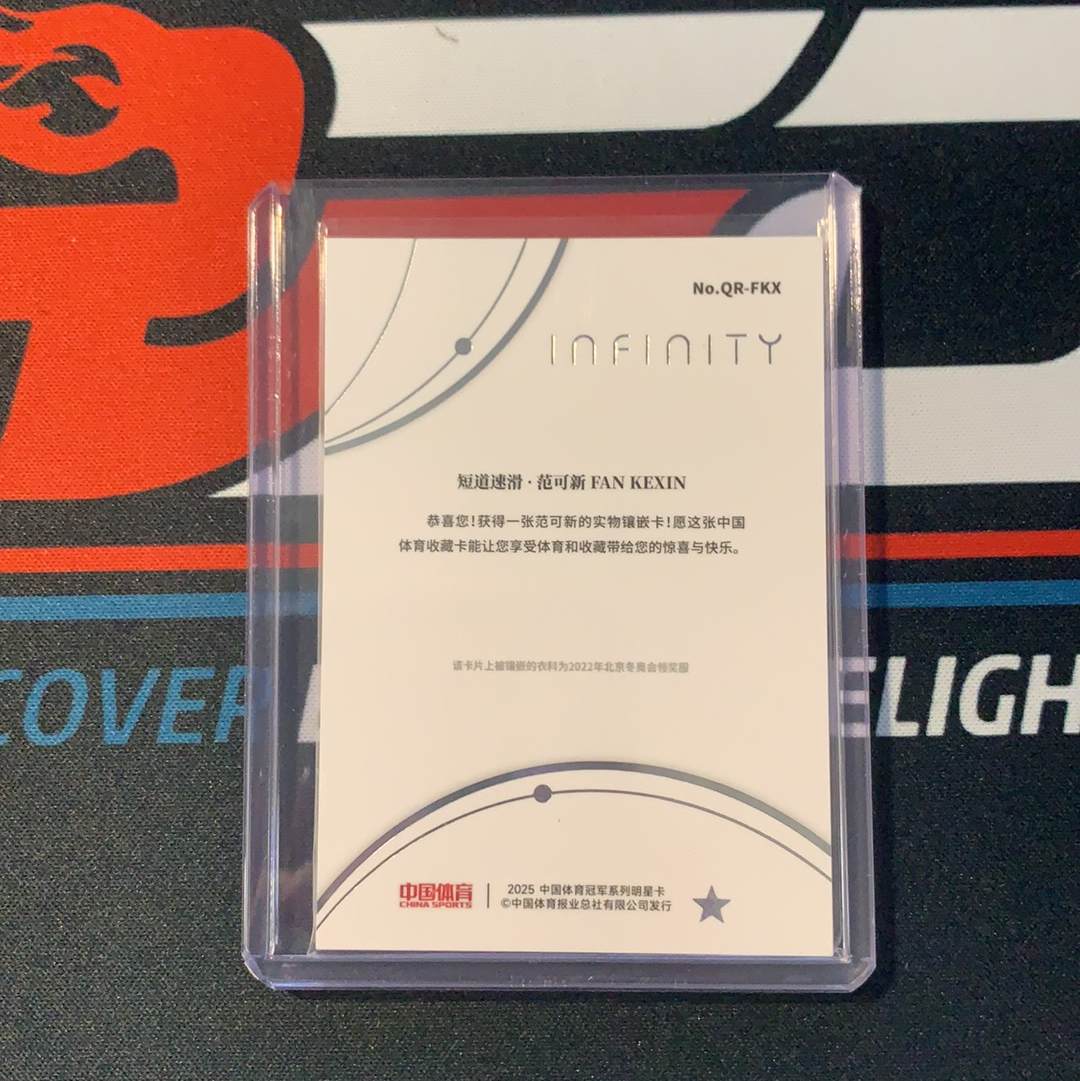 No.QR-FKX
INFINITY
短道速滑·范可新 FAN KEXIN
恭喜您!获得一张范可新的实物镶嵌卡!愿这张中国
体育收藏卡能让您享受体育和收藏带给您的惊喜与快乐。
该卡片上被镶嵌的衣料为2022年北京冬奥会领奖服
COVER
ELIGH
中国体育
CHINA SPORTS
2025 中国体育冠军系列明星卡
©中国体育报业总社有限公司发行